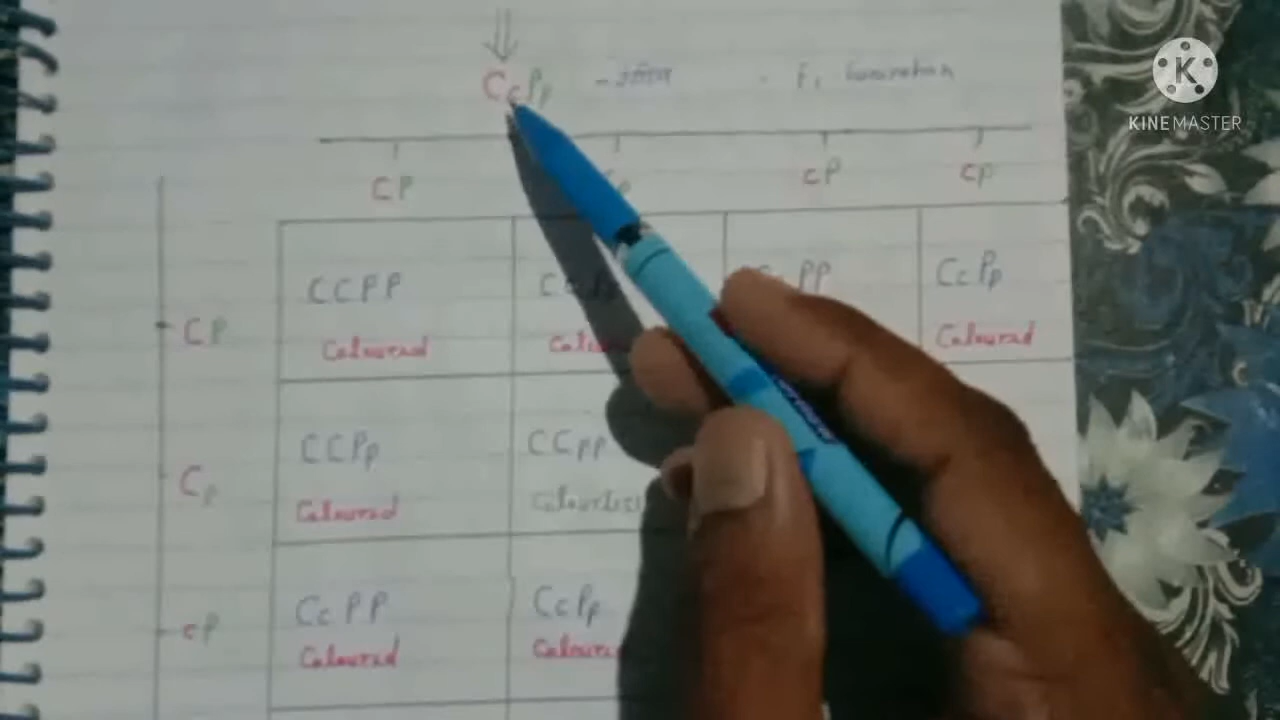 K
KINEMASTER
CcPp - F1 Generation
CP cP cp
CCPP CcPp
CP Coloured Coloured
CCPp CCpp
Cp Coloured Colourless
CcPP CcPp
cP Coloured